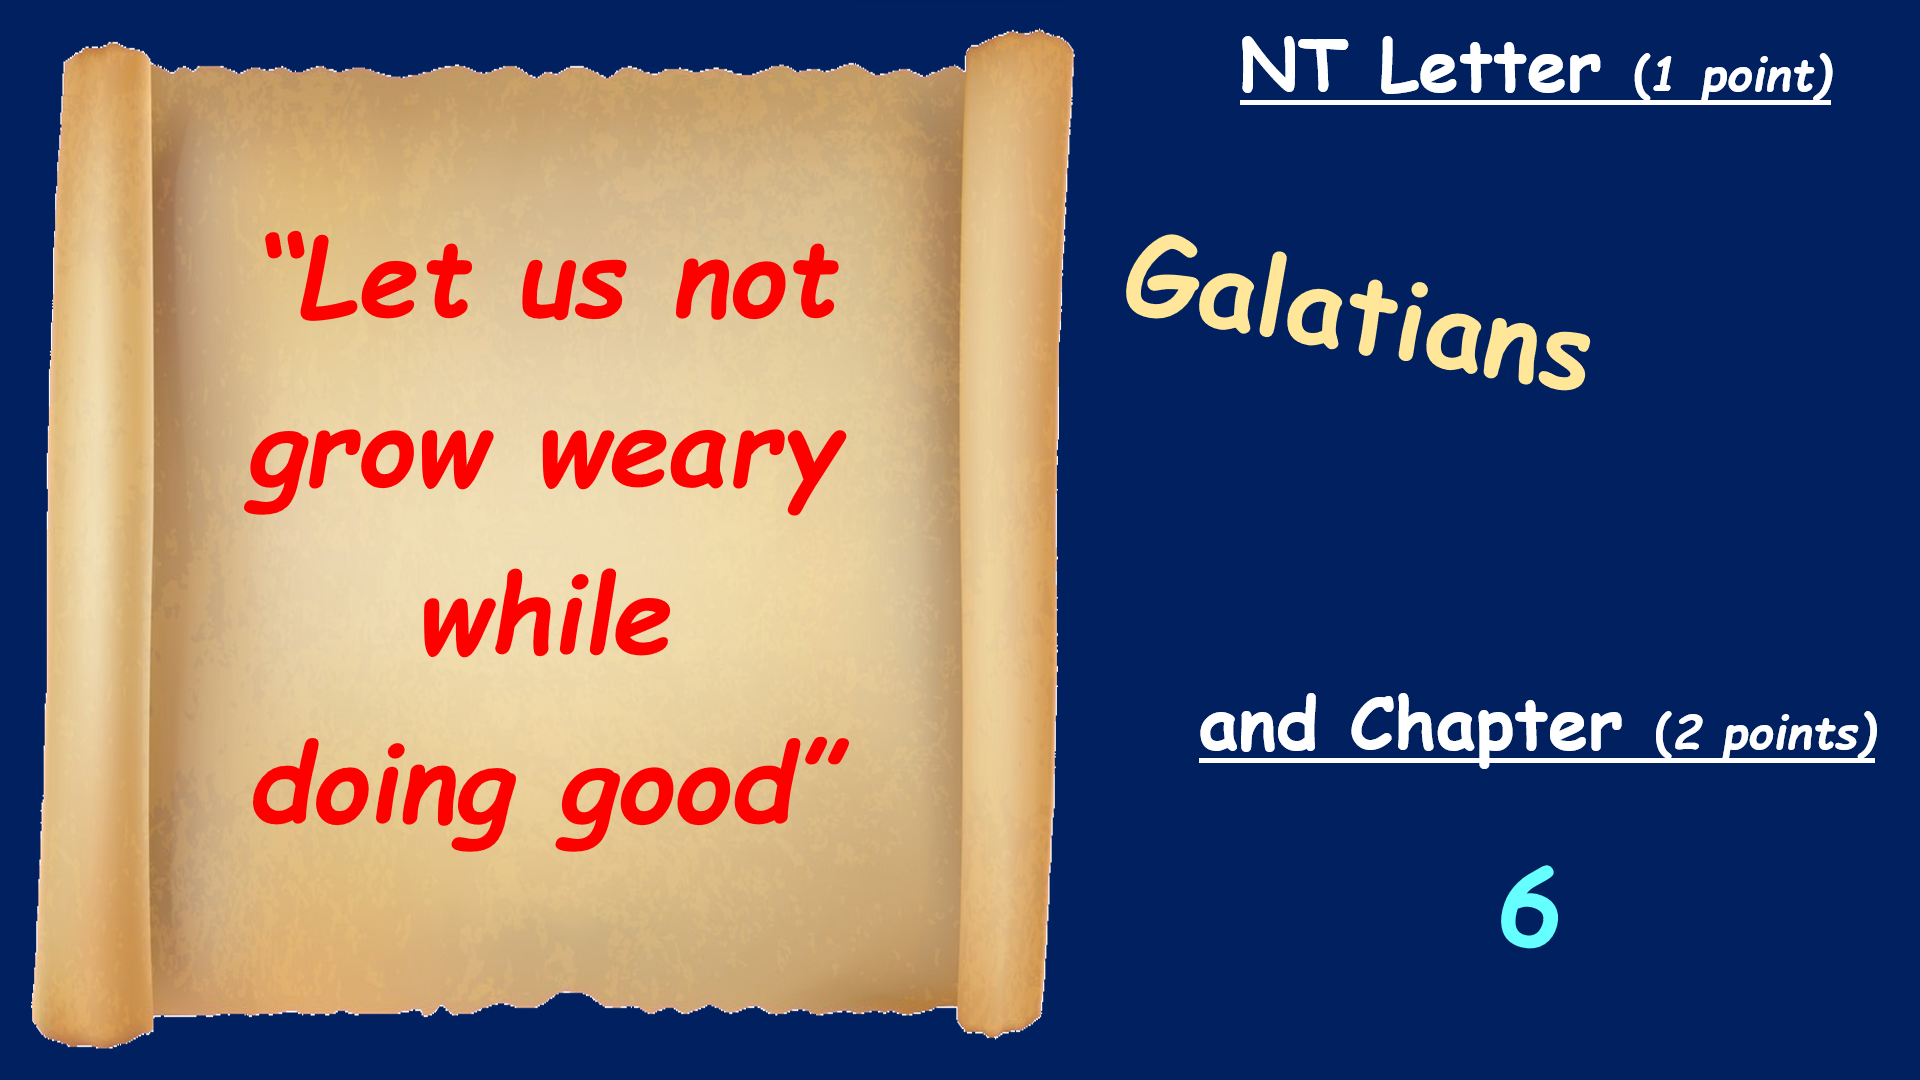 “Let us not
grow weary
while
doing good”
NT Letter (1 point)
Galatians
and Chapter (2 points)
6